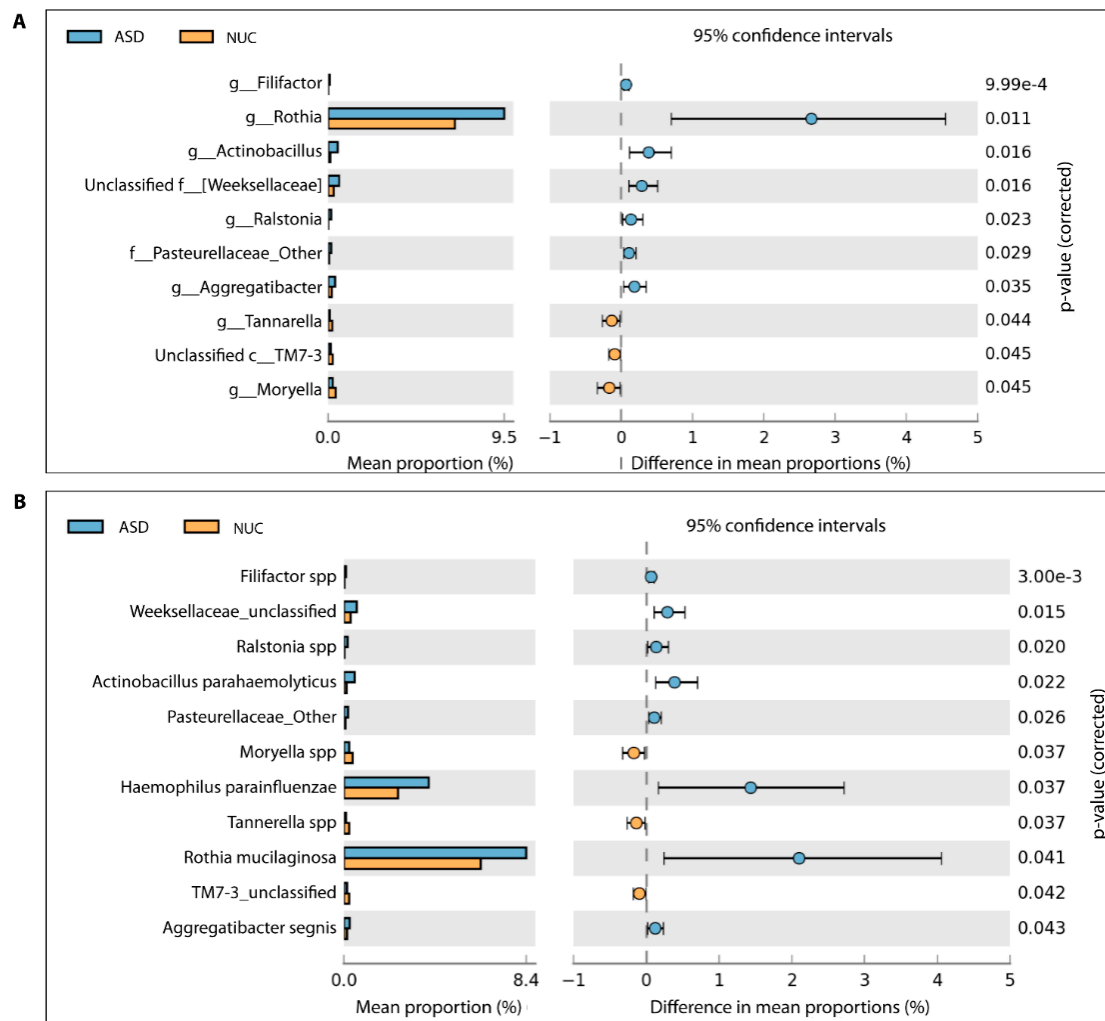 A
ASD NUC 95% confidence intervals
g__Filifactor 9.99e-4
g__Rothia 0.011
g__Actinobacillus 0.016
Unclassified f__[Weeksellaceae] 0.016
g__Ralstonia 0.023
f__Pasteurellaceae_Other 0.029
g__Aggregatibacter 0.035
g__Tannarella 0.044
Unclassified c__TM7-3 0.045
g__Moryella 0.045
p-value (corrected)
0.0 9.5 −1 0 1 2 3 4 5
Mean proportion (%) Difference in mean proportions (%)
B
ASD NUC 95% confidence intervals
Filifactor spp 3.00e-3
Weeksellaceae_unclassified 0.015
Ralstonia spp 0.020
Actinobacillus parahaemolyticus 0.022
Pasteurellaceae_Other 0.026
Moryella spp 0.037
Haemophilus parainfluenzae 0.037
Tannerella spp 0.037
Rothia mucilaginosa 0.041
TM7-3_unclassified 0.042
Aggregatibacter segnis 0.043
p-value (corrected)
0.0 8.4 −1 0 1 2 3 4 5
Mean proportion (%) Difference in mean proportions (%)